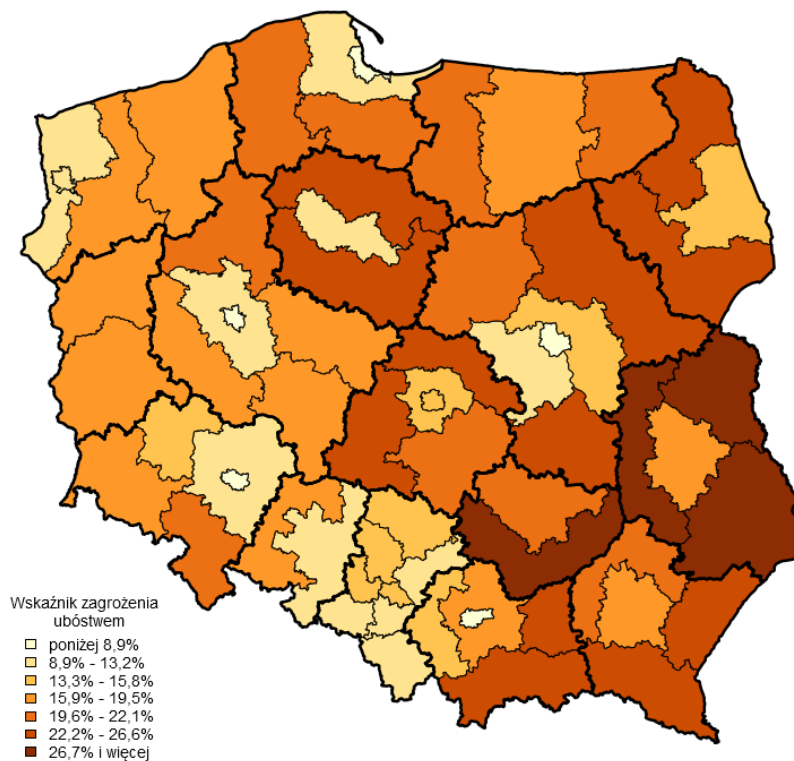 Wskaźnik zagrożenia
ubóstwem
poniżej 8,9%
8,9% - 13,2%
13,3% - 15,8%
15,9% - 19,5%
19,6% - 22,1%
22,2% - 26,6%
26,7% i więcej